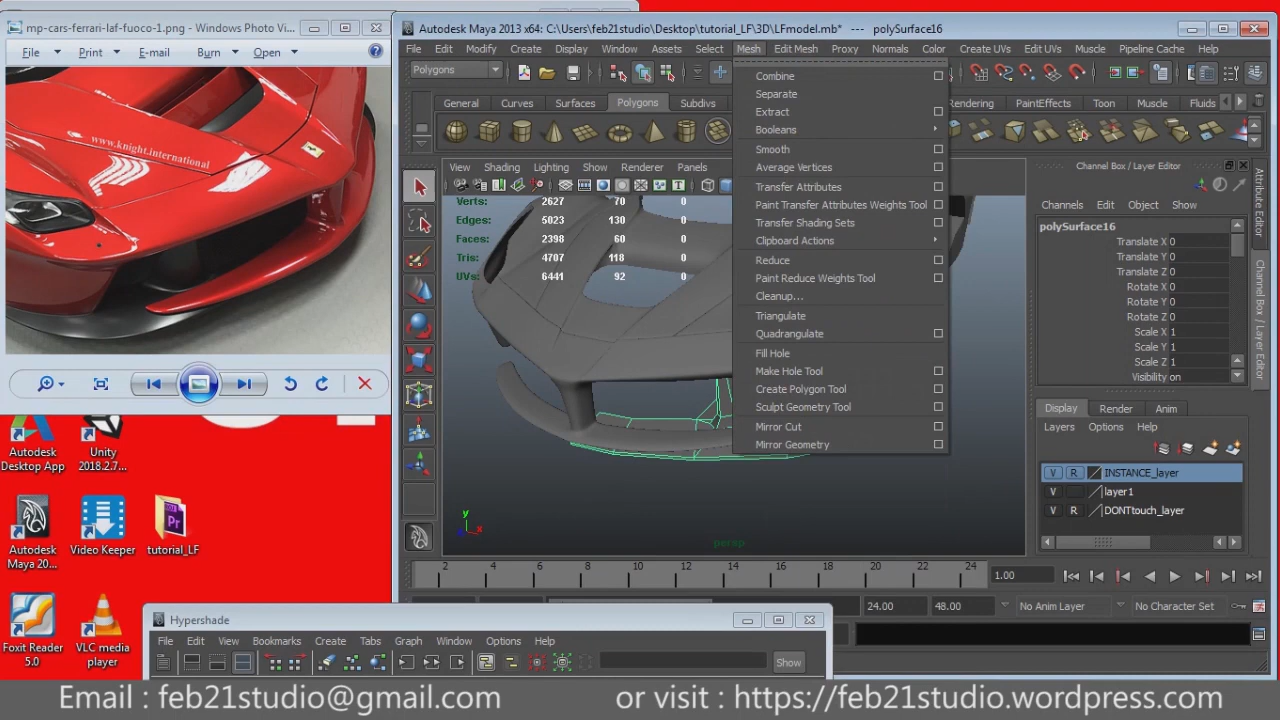 mp-cars-ferrari-laf-fuoco-1.png - Windows Photo Vi...
File Print E-mail Burn Open
www.knight.international
Autodesk Desktop App
Unity 2018.2.7...
Autodesk Maya 20...
Video Keeper
tutorial_LF
Foxit Reader 5.0
VLC media player
Autodesk Maya 2013 x64: C:\Users\feb21studio\Desktop\tutorial_LF\3D\LFmodel.mb* --- polySurface16
File Edit Modify Create Display Window Assets Select Mesh Edit Mesh Proxy Normals Color Create UVs Edit UVs Muscle Pipeline Cache Help
Polygons
General Curves Surfaces Polygons Subdivs
Rendering PaintEffects Toon Muscle Fluids
View Shading Lighting Show Renderer Panels
Verts: 2627 70 0
Edges: 5023 130 0
Faces: 2398 60 0
Tris: 4707 118 0
UVs: 6441 92 0
Combine
Separate
Extract
Booleans
Smooth
Average Vertices
Transfer Attributes
Paint Transfer Attributes Weights Tool
Transfer Shading Sets
Clipboard Actions
Reduce
Paint Reduce Weights Tool
Cleanup...
Triangulate
Quadrangulate
Fill Hole
Make Hole Tool
Create Polygon Tool
Sculpt Geometry Tool
Mirror Cut
Mirror Geometry
y
x
persp
Channel Box / Layer Editor
Channels Edit Object Show
polySurface16
Translate X 0
Translate Y 0
Translate Z 0
Rotate X 0
Rotate Y 0
Rotate Z 0
Scale X 1
Scale Y 1
Scale Z 1
Visibility on
Attribute Editor
Channel Box / Layer Editor
Display Render Anim
Layers Options Help
V R INSTANCE_layer
V layer1
V R DONTtouch_layer
2 4 6 8 10 12 14 16 18 20 22 24
1.00
24.00 48.00 No Anim Layer No Character Set
Hypershade
File Edit View Bookmarks Create Tabs Graph Window Options Help
Show
Email : feb21studio@gmail.com or visit : https://feb21studio.wordpress.com